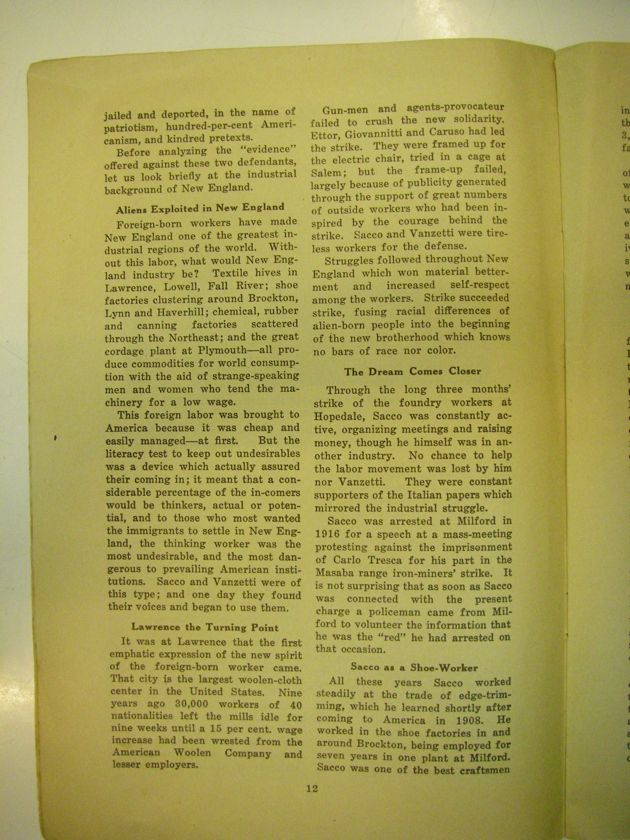 jailed and deported, in the name of
patriotism, hundred-per-cent Ameri-
canism, and kindred pretexts.
Before analyzing the "evidence"
offered against these two defendants,
let us look briefly at the industrial
background of New England.
Aliens Exploited in New England
Foreign-born workers have made
New England one of the greatest in-
dustrial regions of the world. With-
out this labor, what would New Eng-
land industry be? Textile hives in
Lawrence, Lowell, Fall River; shoe
factories clustering around Brockton,
Lynn and Haverhill; chemical, rubber
and canning factories scattered
through the Northeast; and the great
cordage plant at Plymouth—all pro-
duce commodities for world consump-
tion with the aid of strange-speaking
men and women who tend the ma-
chinery for a low wage.
This foreign labor was brought to
America because it was cheap and
easily managed—at first. But the
literacy test to keep out undesirables
was a device which actually assured
their coming in; it meant that a con-
siderable percentage of the in-comers
would be thinkers, actual or poten-
tial, and to those who most wanted
the immigrants to settle in New Eng-
land, the thinking worker was the
most undesirable, and the most dan-
gerous to prevailing American insti-
tutions. Sacco and Vanzetti were of
this type; and one day they found
their voices and began to use them.
Lawrence the Turning Point
It was at Lawrence that the first
emphatic expression of the new spirit
of the foreign-born worker came.
That city is the largest woolen-cloth
center in the United States. Nine
years ago 30,000 workers of 40
nationalities left the mills idle for
nine weeks until a 15 per cent. wage
increase had been wrested from the
American Woolen Company and
lesser employers.
Gun-men and agents-provocateur
failed to crush the new solidarity.
Ettor, Giovannitti and Caruso had led
the strike. They were framed up for
the electric chair, tried in a cage at
Salem; but the frame-up failed,
largely because of publicity generated
through the support of great numbers
of outside workers who had been in-
spired by the courage behind the
strike. Sacco and Vanzetti were tire-
less workers for the defense.
Struggles followed throughout New
England which won material better-
ment and increased self-respect
among the workers. Strike succeeded
strike, fusing racial differences of
alien-born people into the beginning
of the new brotherhood which knows
no bars of race nor color.
The Dream Comes Closer
Through the long three months'
strike of the foundry workers at
Hopedale, Sacco was constantly ac-
tive, organizing meetings and raising
money, though he himself was in an-
other industry. No chance to help
the labor movement was lost by him
nor Vanzetti. They were constant
supporters of the Italian papers which
mirrored the industrial struggle.
Sacco was arrested at Milford in
1916 for a speech at a mass-meeting
protesting against the imprisonment
of Carlo Tresca for his part in the
Masaba range iron-miners' strike. It
is not surprising that as soon as Sacco
was connected with the present
charge a policeman came from Mil-
ford to volunteer the information that
he was the "red" he had arrested on
that occasion.
Sacco as a Shoe-Worker
All these years Sacco worked
steadily at the trade of edge-trim-
ming, which he learned shortly after
coming to America in 1908. He
worked in the shoe factories in and
around Brockton, being employed for
seven years in one plant at Milford.
Sacco was one of the best craftsmen
12